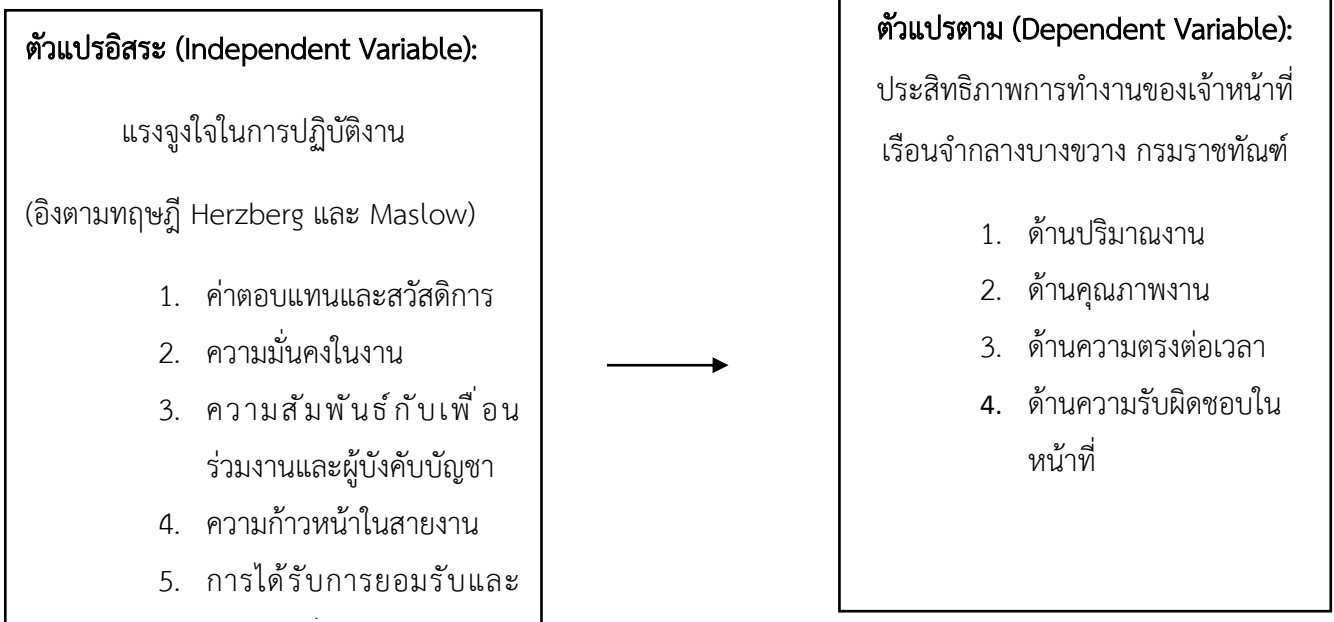 ตัวแปรอิสระ (Independent Variable):
แรงจูงใจในการปฏิบัติงาน
(อิงตามทฤษฎี Herzberg และ Maslow)
1. ค่าตอบแทนและสวัสดิการ
2. ความมั่นคงในงาน
3. ความสัมพันธ์กับเพื่อน
ร่วมงานและผู้บังคับบัญชา
4. ความก้าวหน้าในสายงาน
5. การได้รับการยอมรับและ
ตัวแปรตาม (Dependent Variable):
ประสิทธิภาพการทำงานของเจ้าหน้าที่
เรือนจำกลางบางขวาง กรมราชทัณฑ์
1. ด้านปริมาณงาน
2. ด้านคุณภาพงาน
3. ด้านความตรงต่อเวลา
4. ด้านความรับผิดชอบใน
หน้าที่